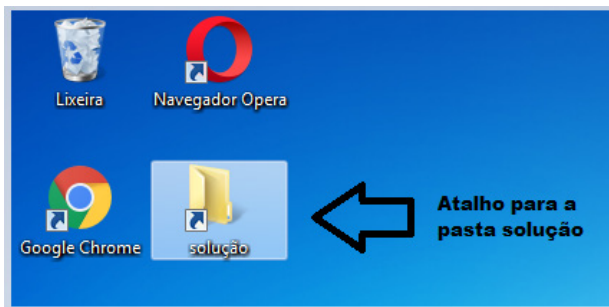 Lixeira
Navegador Opera
Google Chrome
solução
Atalho para a
pasta solução